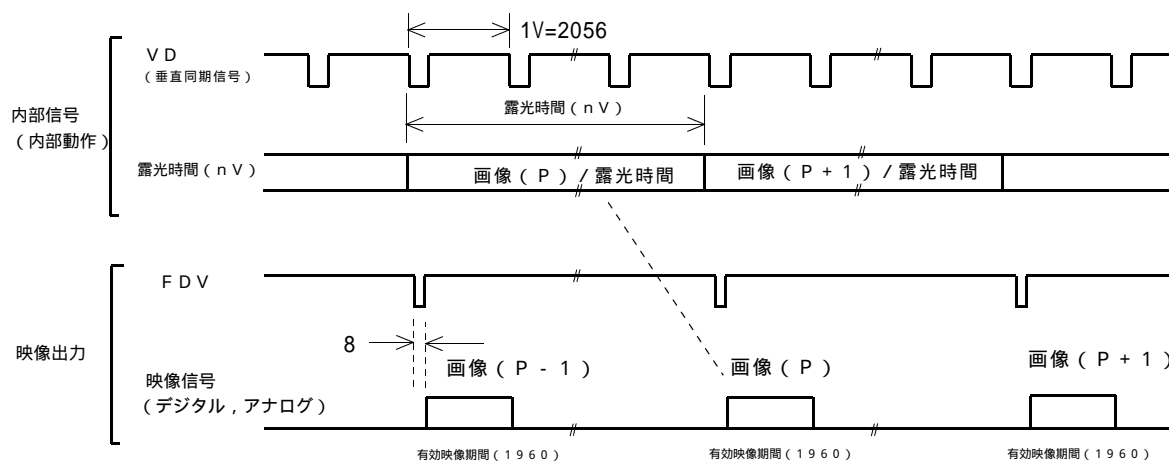 1V=2056
VD
(垂直同期信号)
内部信号
(内部動作)
露光時間(nV)
露光時間(nV)
画像(P)/露光時間
画像(P+1)/露光時間
FDV
映像出力
8
画像(P-1)
画像(P)
画像(P+1)
映像信号
(デジタル,アナログ)
有効映像期間(1960)
有効映像期間(1960)
有効映像期間(1960)